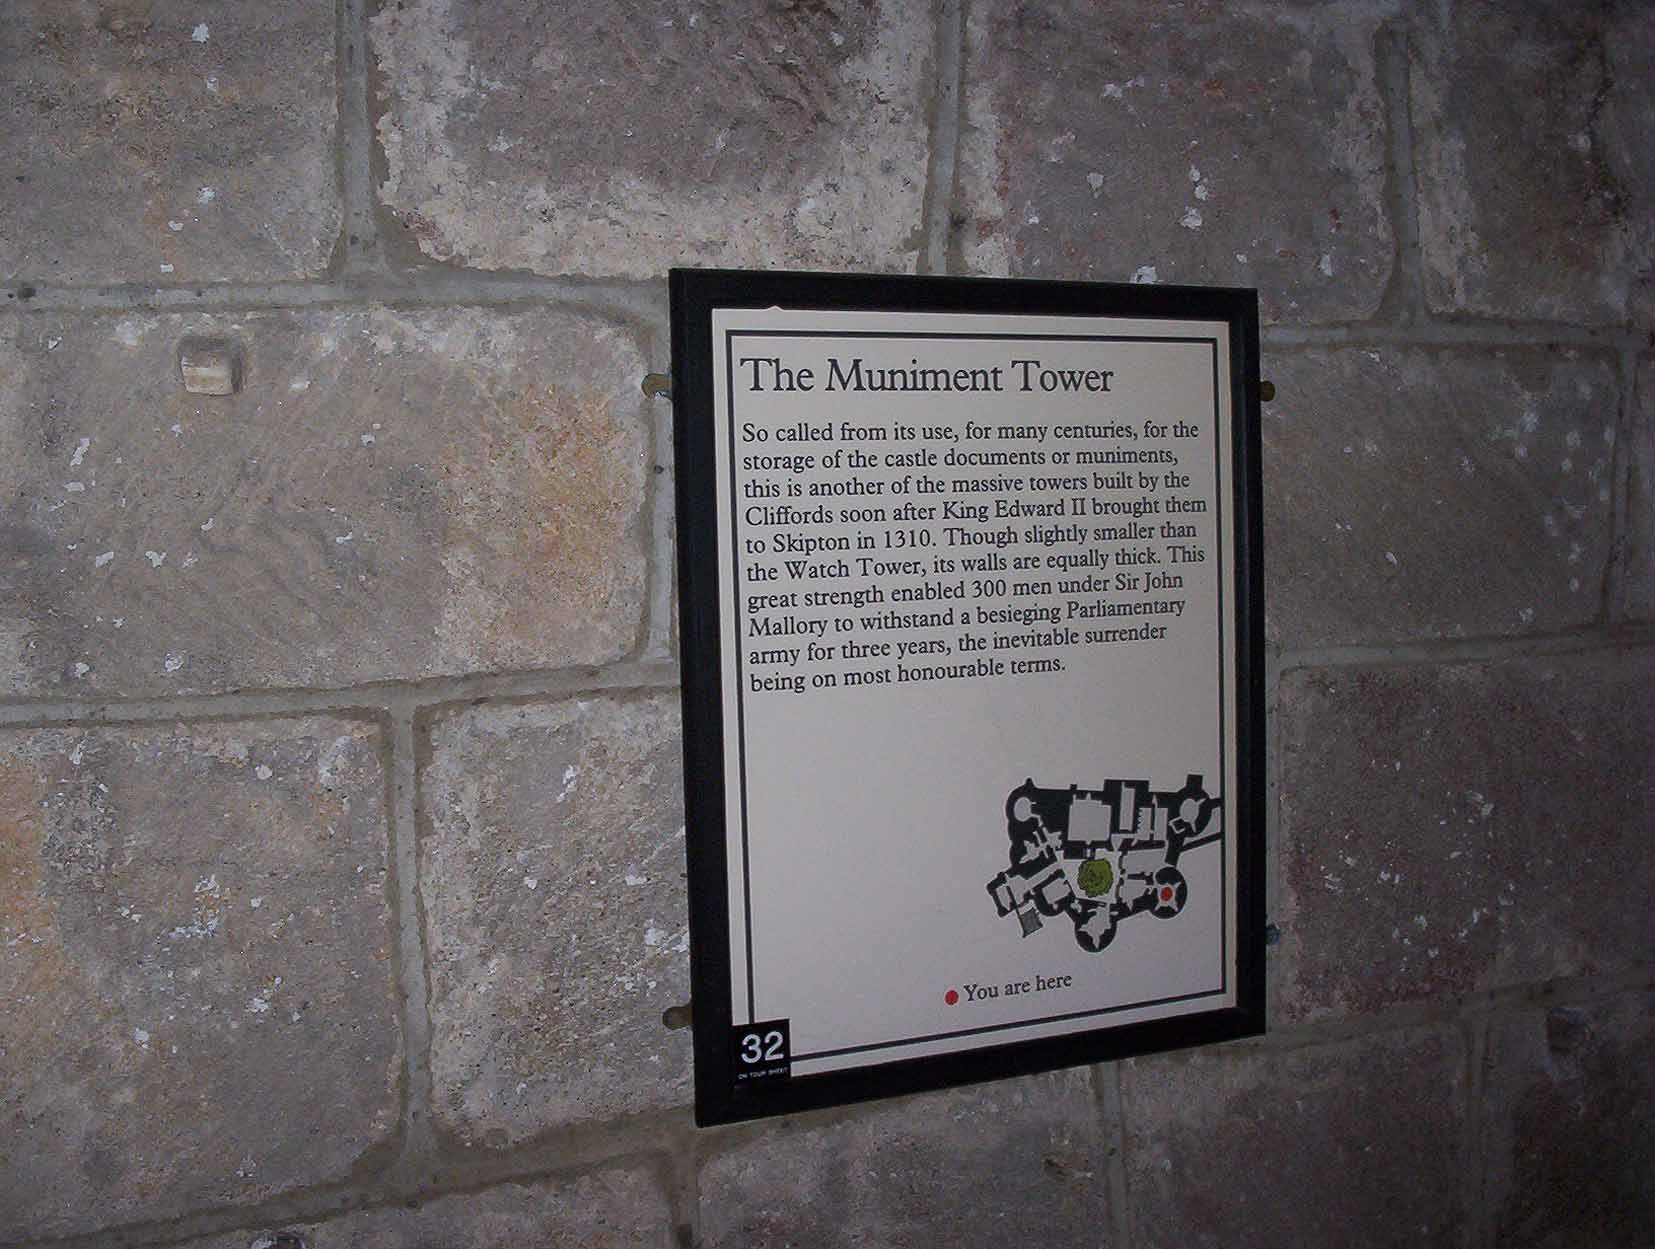 The Muniment Tower
So called from its use, for many centuries, for the
storage of the castle documents or muniments,
this is another of the massive towers built by the
Cliffords soon after King Edward II brought them
to Skipton in 1310. Though slightly smaller than
the Watch Tower, its walls are equally thick. This
great strength enabled 300 men under Sir John
Mallory to withstand a besieging Parliamentary
army for three years, the inevitable surrender
being on most honourable terms.
You are here
32
ON YOUR SHEET